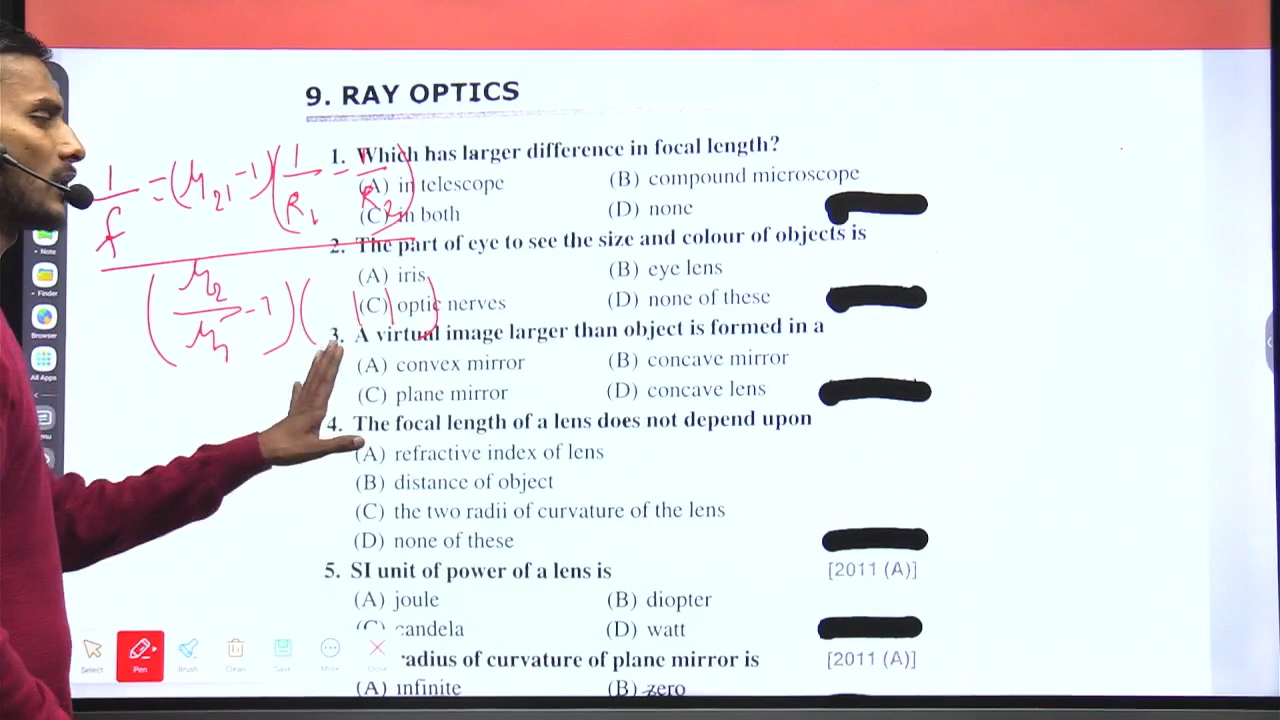 9. RAY OPTICS
1. Which has larger difference in focal length?
(A) in telescope (B) compound microscope
(C) in both (D) none
2. The part of eye to see the size and colour of objects is
(A) iris (B) eye lens
(C) optic nerves (D) none of these
3. A virtual image larger than object is formed in a
(A) convex mirror (B) concave mirror
(C) plane mirror (D) concave lens
4. The focal length of a lens does not depend upon
(A) refractive index of lens
(B) distance of object
(C) the two radii of curvature of the lens
(D) none of these
5. SI unit of power of a lens is [2011 (A)]
(A) joule (B) diopter
candela (D) watt
radius of curvature of plane mirror is [2011 (A)]
(A) infinite (B) zero
1/f = (μ21 - 1)(1/R1 - 1/R2)
(μ2/μ1 - 1)( )
Note
Finder
Browser
All Apps
Select Pen Brush Clean Save More Close